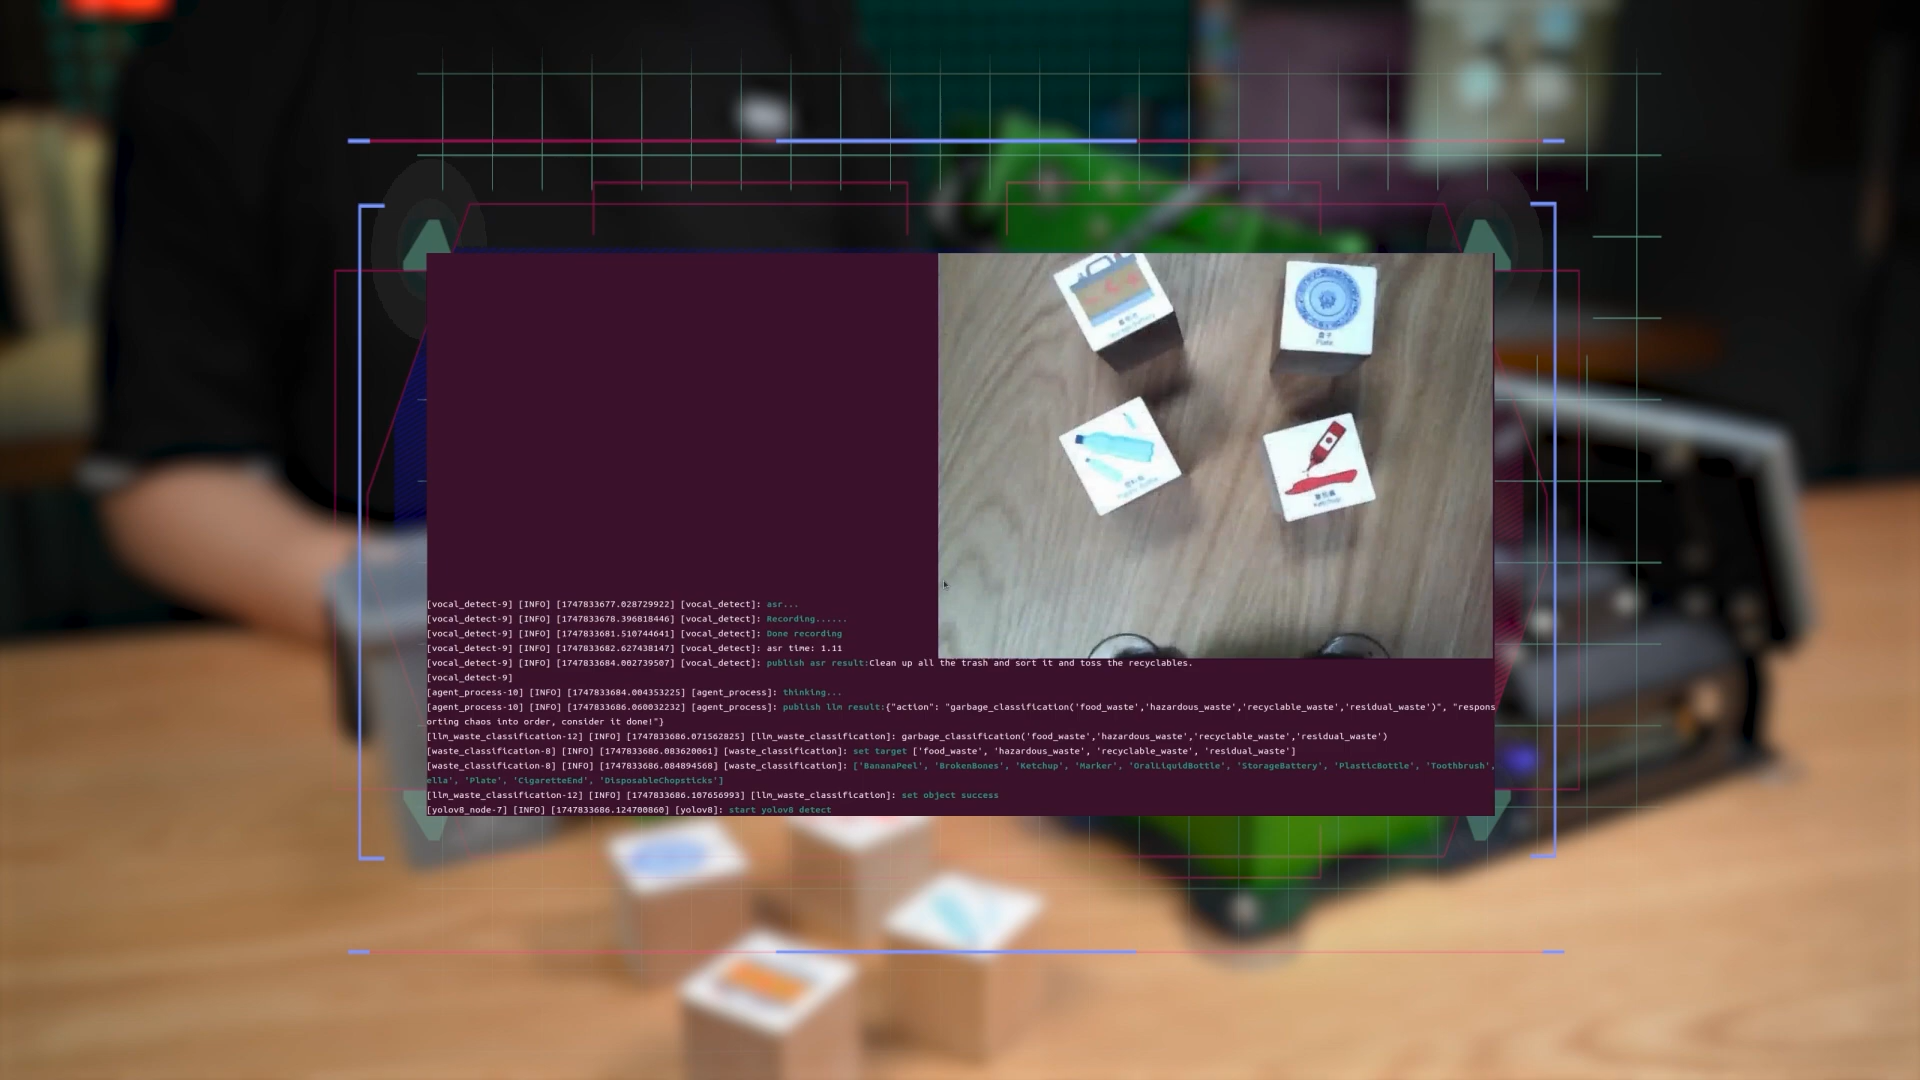 盘子
Plate
Ketchup
[vocal_detect-9] [INFO] [1747833677.028729922] [vocal_detect]: asr...
[vocal_detect-9] [INFO] [1747833678.396818446] [vocal_detect]: Recording......
[vocal_detect-9] [INFO] [1747833681.510744641] [vocal_detect]: Done recording
[vocal_detect-9] [INFO] [1747833682.627438147] [vocal_detect]: asr time: 1.11
[vocal_detect-9] [INFO] [1747833684.002739507] [vocal_detect]: publish asr result:Clean up all the trash and sort it and toss the recyclables.
[vocal_detect-9]
[agent_process-10] [INFO] [1747833684.004353225] [agent_process]: thinking...
[agent_process-10] [INFO] [1747833686.060032232] [agent_process]: publish llm result:{"action": "garbage_classification('food_waste','hazardous_waste','recyclable_waste','residual_waste')", "respons
orting chaos into order, consider it done!"}
[llm_waste_classification-12] [INFO] [1747833686.071562825] [llm_waste_classification]: garbage_classification('food_waste','hazardous_waste','recyclable_waste','residual_waste')
[waste_classification-8] [INFO] [1747833686.083620061] [waste_classification]: set target ['food_waste', 'hazardous_waste', 'recyclable_waste', 'residual_waste']
[waste_classification-8] [INFO] [1747833686.084894568] [waste_classification]: ['BananaPeel', 'BrokenBones', 'Ketchup', 'Marker', 'OralLiquidBottle', 'StorageBattery', 'PlasticBottle', 'Toothbrush',
ella', 'Plate', 'CigaretteEnd', 'DisposableChopsticks']
[llm_waste_classification-12] [INFO] [1747833686.107656993] [llm_waste_classification]: set object success
[yolov8_node-7] [INFO] [1747833686.124700860] [yolov8]: start yolov8 detect